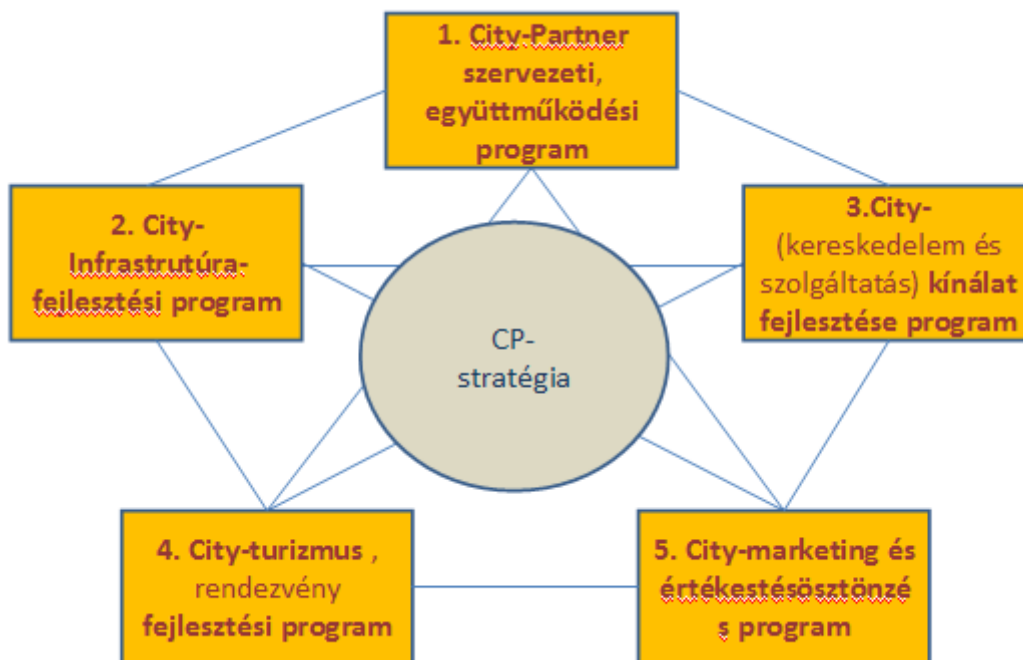 1. City-Partner
szervezeti,
együttműködési
program
2. City-
Infrastrutúra-
fejlesztési program
3.City-
(kereskedelem és
szolgáltatás) kínálat
fejlesztése program
CP-
stratégia
4. City-turizmus ,
rendezvény
fejlesztési program
5. City-marketing és
értékestésösztönzé
s program